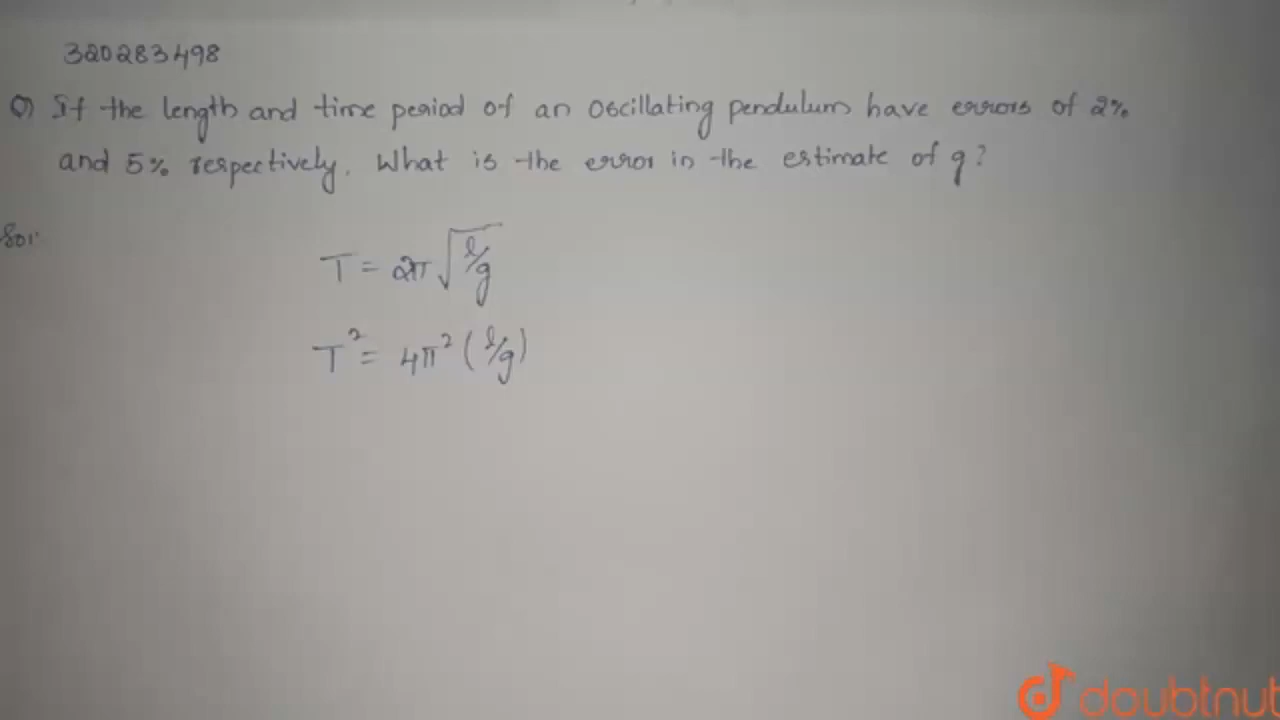 320283498
Q) If the length and time period of an oscillating pendulum have errors of 2%
and 5% respectively. What is the error in the estimate of g?
Sol:
T = 2π√l/g
T² = 4π² (l/g)
doubtnut